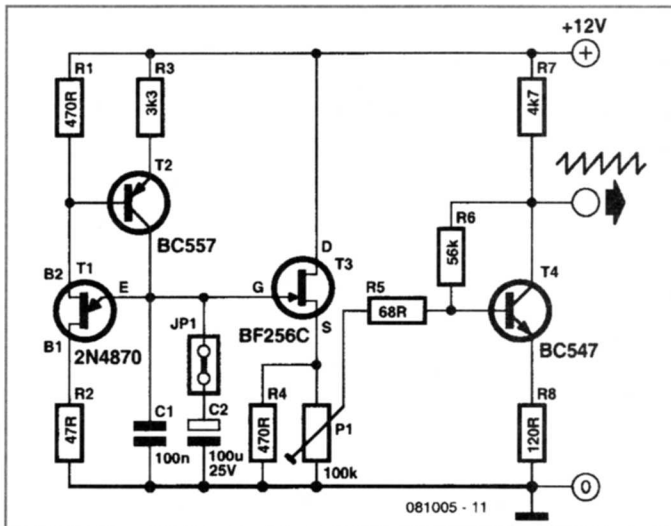 +12V
R1
470R
R3
3k3
R7
4k7
T2
BC557
R6
56k
B2
T1
E
G
D
T3
S
R5
68R
T4
BC547
B1
2N4870
JP1
BF256C
R2
47R
C1
100n
C2
100u
25V
R4
470R
P1
100k
R8
120R
0
081005 - 11